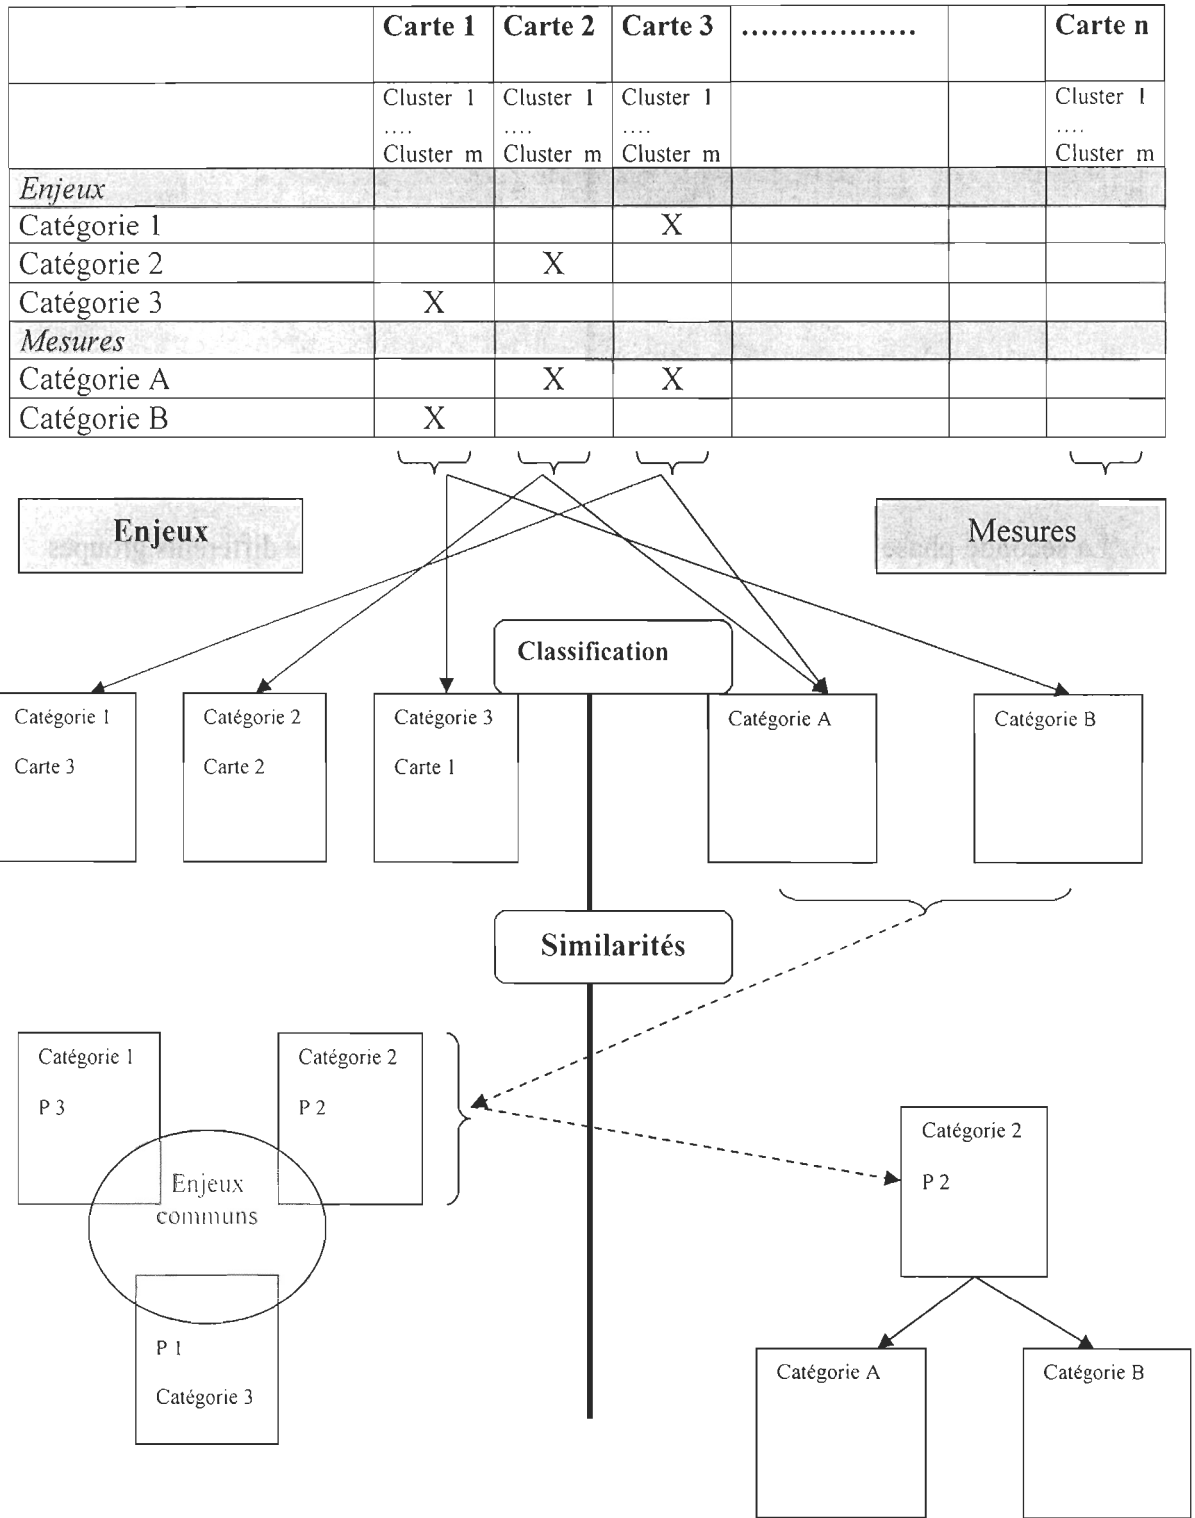 Carte 1 Carte 2 Carte 3 .................. Carte n
Cluster 1 Cluster 1 Cluster 1 Cluster 1
.... .... .... ....
Cluster m Cluster m Cluster m Cluster m
Enjeux
Catégorie 1 X
Catégorie 2 X
Catégorie 3 X
Mesures
Catégorie A X X
Catégorie B X
Enjeux Mesures
Classification
Catégorie 1 Catégorie 2 Catégorie 3 Catégorie A Catégorie B
Carte 3 Carte 2 Carte 1
Similarités
Catégorie 1 Catégorie 2
P 3 P 2
Catégorie 2
P 2
Enjeux
communs
P 1
Catégorie 3
Catégorie A Catégorie B